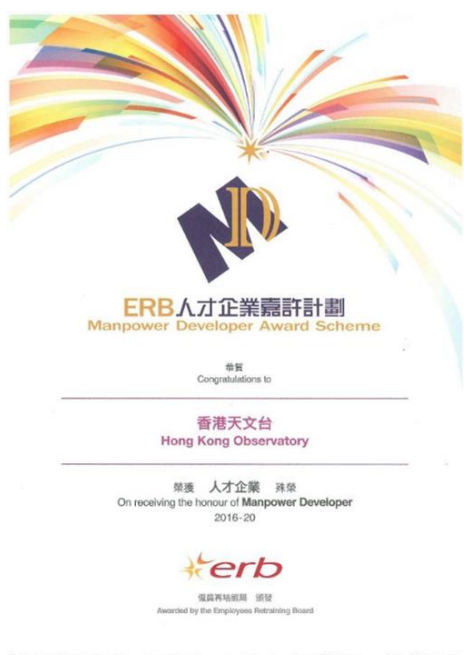 MD
ERB人才企業嘉許計劃
Manpower Developer Award Scheme
恭賀
Congratulations to
香港天文台
Hong Kong Observatory
榮獲 人才企業 殊榮
On receiving the honour of Manpower Developer
2016-20
erb
僱員再培訓局 頒發
Awarded by the Employees Retraining Board